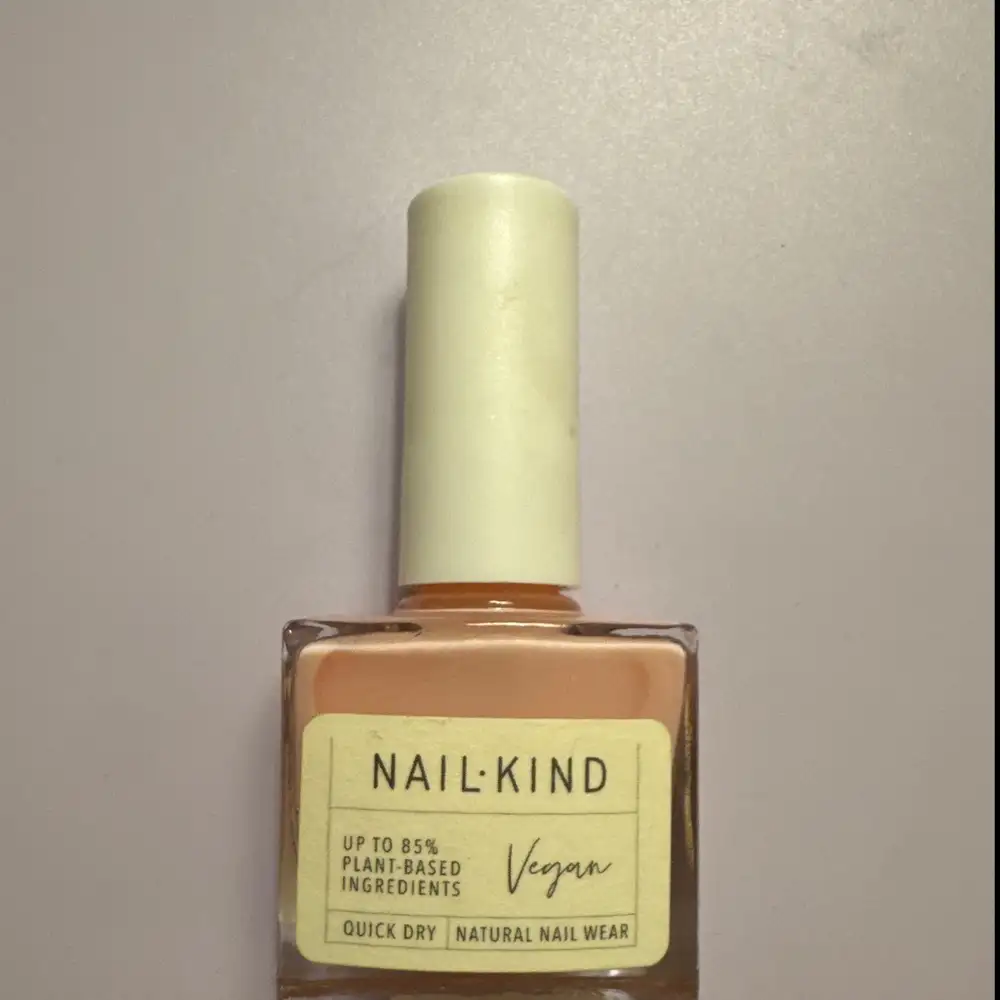 NAIL·KIND
UP TO 85%
PLANT-BASED
INGREDIENTS
Vegan
QUICK DRY
NATURAL NAIL WEAR